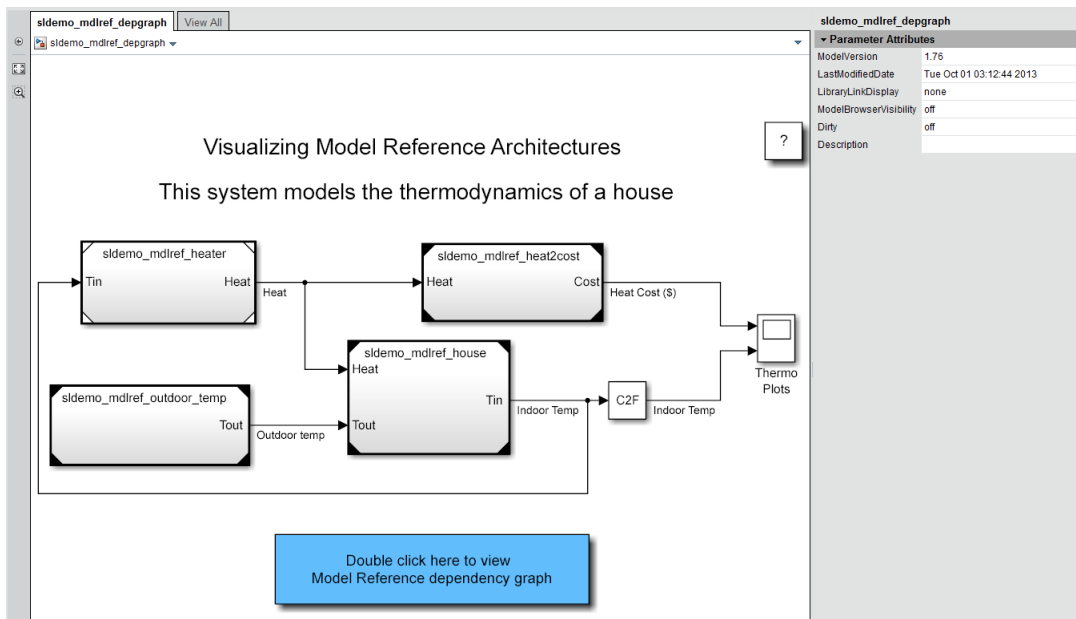 sldemo_mdlref_depgraph
View All
sldemo_mdlref_depgraph
Visualizing Model Reference Architectures
?
This system models the thermodynamics of a house
sldemo_mdlref_heater
Tin
Heat
Heat
sldemo_mdlref_heat2cost
Heat
Cost
Heat Cost ($)
sldemo_mdlref_house
Heat
Tin
Tout
Indoor Temp
sldemo_mdlref_outdoor_temp
Tout
Outdoor temp
C2F
Indoor Temp
Thermo
Plots
Double click here to view
Model Reference dependency graph
sldemo_mdlref_depgraph
Parameter Attributes
ModelVersion 1.76
LastModifiedDate Tue Oct 01 03:12:44 2013
LibraryLinkDisplay none
ModelBrowserVisibility off
Dirty off
Description